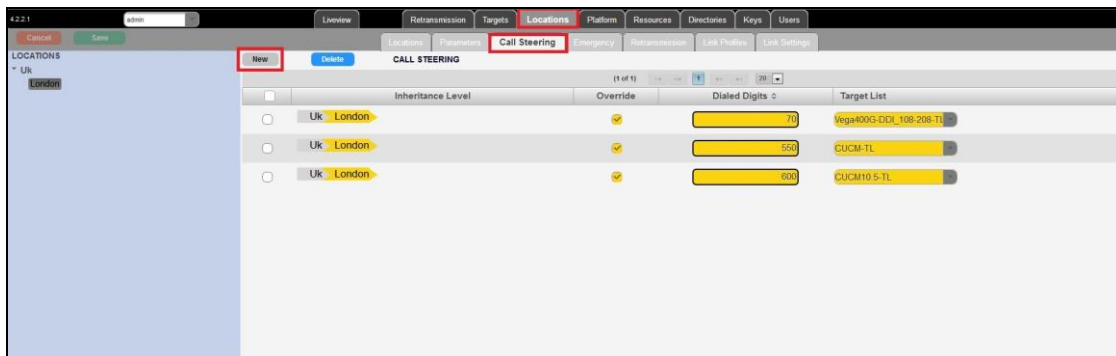 4.2.2.1 admin Liveview Retransmission Targets Locations Platform Resources Directories Keys Users
Cancel Save Locations Parameters Call Steering Emergency Retransmission Link Profiles Link Settings
LOCATIONS New Delete CALL STEERING
Uk (1 of 1) 1 20
London
Inheritance Level Override Dialed Digits Target List
Uk London 70 Vega400G-DDI_108-208-TL
Uk London 550 CUCM-TL
Uk London 600 CUCM10.5-TL